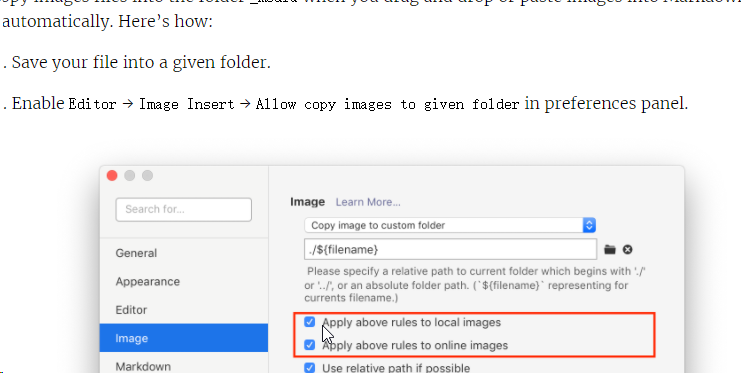 automatically. Here's how:
. Save your file into a given folder.
. Enable Editor → Image Insert → Allow copy images to given folder in preferences panel.
Search for...
General
Appearance
Editor
Image
Markdown
Image Learn More...
Copy image to custom folder
./${filename}
Please specify a relative path to current folder which begins with './'
or '../', or an absolute folder path. (`${filename}` representing for
currents filename.)
Apply above rules to local images
Apply above rules to online images
Use relative path if possible